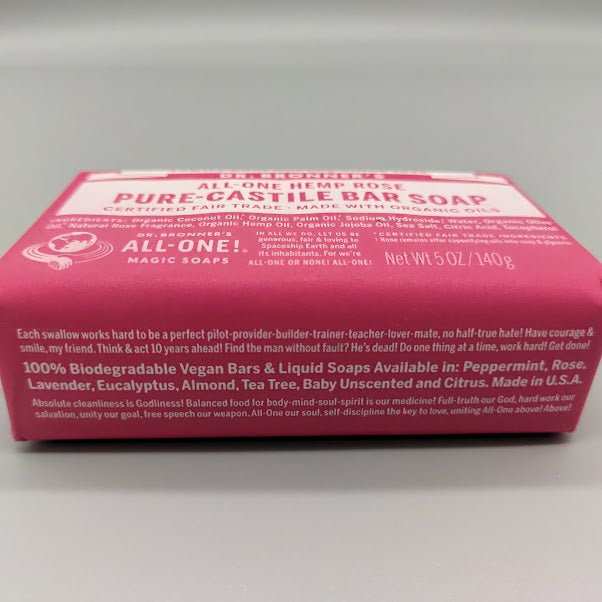 DR. BRONNER'S
ALL-ONE HEMP ROSE
PURE-CASTILE BAR SOAP
CERTIFIED FAIR TRADE · MADE WITH ORGANIC OILS
INGREDIENTS: Organic Coconut Oil,* Organic Palm Oil,* Sodium Hydroxide,† Water, Organic Olive
Oil,* Natural Rose Fragrance, Organic Hemp Oil, Organic Jojoba Oil, Sea Salt, Citric Acid, Tocopherol
*CERTIFIED FAIR TRADE INGREDIENTS
† None remains after saponifying oils into soap & glycerin.
DR. BRONNER'S
ALL-ONE!®
MAGIC SOAPS
IN ALL WE DO, LET US BE
generous, fair & loving to
Spaceship Earth and all
its inhabitants. For we're
ALL-ONE OR NONE! ALL-ONE!
Net Wt 5 OZ/140g
Each swallow works hard to be a perfect pilot-provider-builder-trainer-teacher-lover-mate, no half-true hate! Have courage &
smile, my friend. Think & act 10 years ahead! Find the man without fault? He's dead! Do one thing at a time, work hard! Get done!
100% Biodegradable Vegan Bars & Liquid Soaps Available in: Peppermint, Rose,
Lavender, Eucalyptus, Almond, Tea Tree, Baby Unscented and Citrus. Made in U.S.A.
Absolute cleanliness is Godliness! Balanced food for body-mind-soul-spirit is our medicine! Full-truth our God, hard work our
salvation, unity our goal, free speech our weapon. All-One our soul, self-discipline the key to love, uniting All-One above! Above!